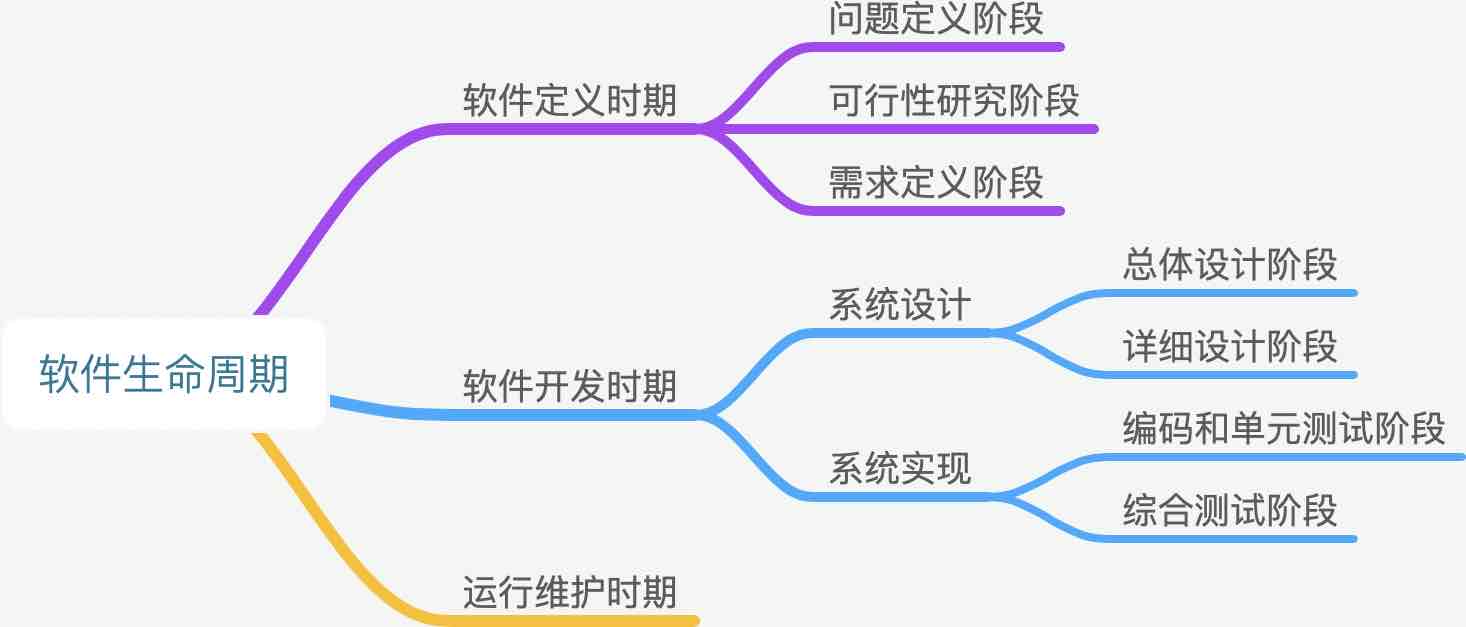 软件生命周期
软件定义时期
问题定义阶段
可行性研究阶段
需求定义阶段
软件开发时期
系统设计
总体设计阶段
详细设计阶段
系统实现
编码和单元测试阶段
综合测试阶段
运行维护时期